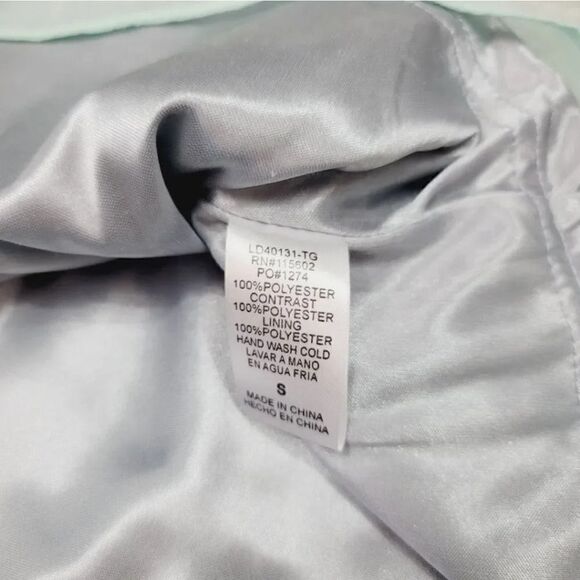 LD40131-TG
RN#115602
PO#1274
100%POLYESTER
CONTRAST
100%POLYESTER
LINING
100%POLYESTER
HAND WASH COLD
LAVAR A MANO
EN AGUA FRIA
S
MADE IN CHINA
HECHO EN CHINA